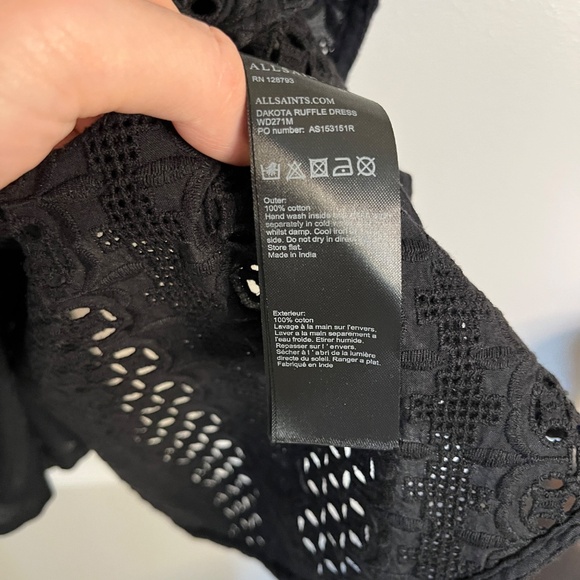 ALLSAINTS
RN 128793
ALLSAINTS.COM
DAKOTA RUFFLE DRESS
WD271M
PO number: AS153151R
Outer:
100% cotton
Hand wash inside
separately in cold
whilst damp. Cool iron
side. Do not dry in direct
Store flat.
Made in India
Exterieur:
100% coton
Lavage à la main sur l'envers.
Laver a la main separement a
l'eau froide. Etirer humide.
Repasser sur l'envers.
Sécher à l'abri de la lumière
directe du soleil. Ranger a plat.
Fabriqué en Inde